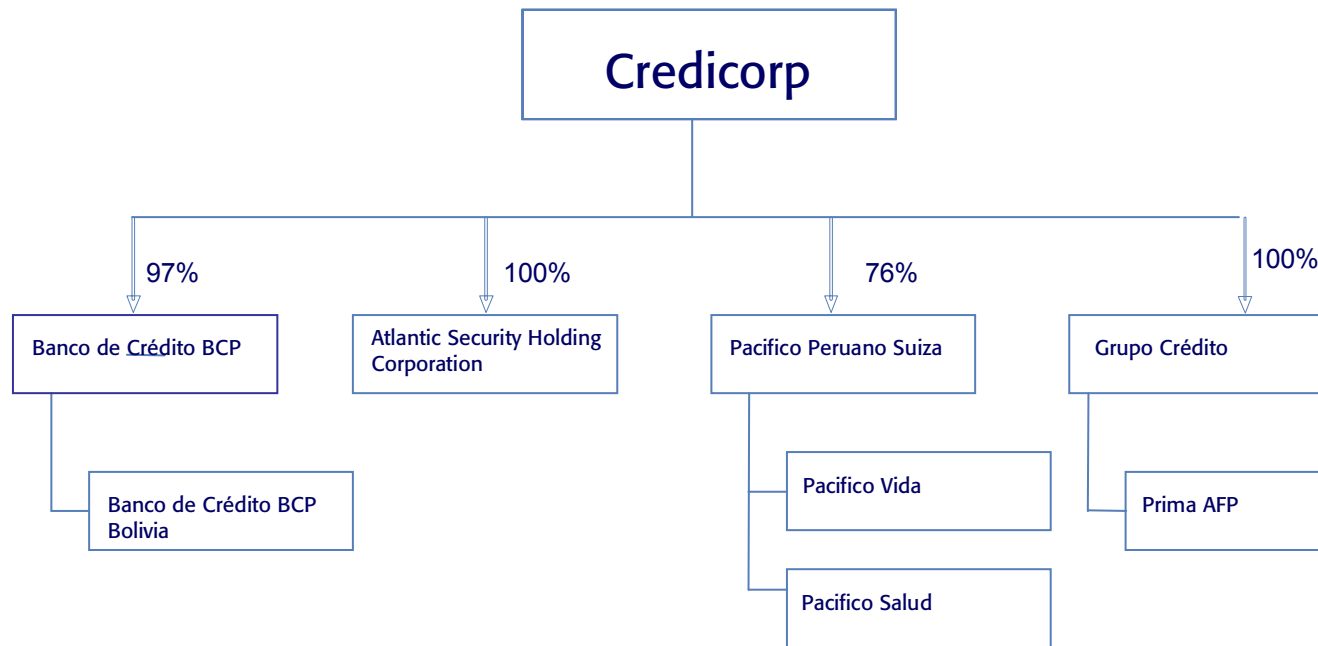 Credicorp
97%
100%
76%
100%
Banco de Crédito BCP
Atlantic Security Holding
Corporation
Pacifico Peruano Suiza
Grupo Crédito
Banco de Crédito BCP
Bolivia
Pacifico Vida
Prima AFP
Pacifico Salud